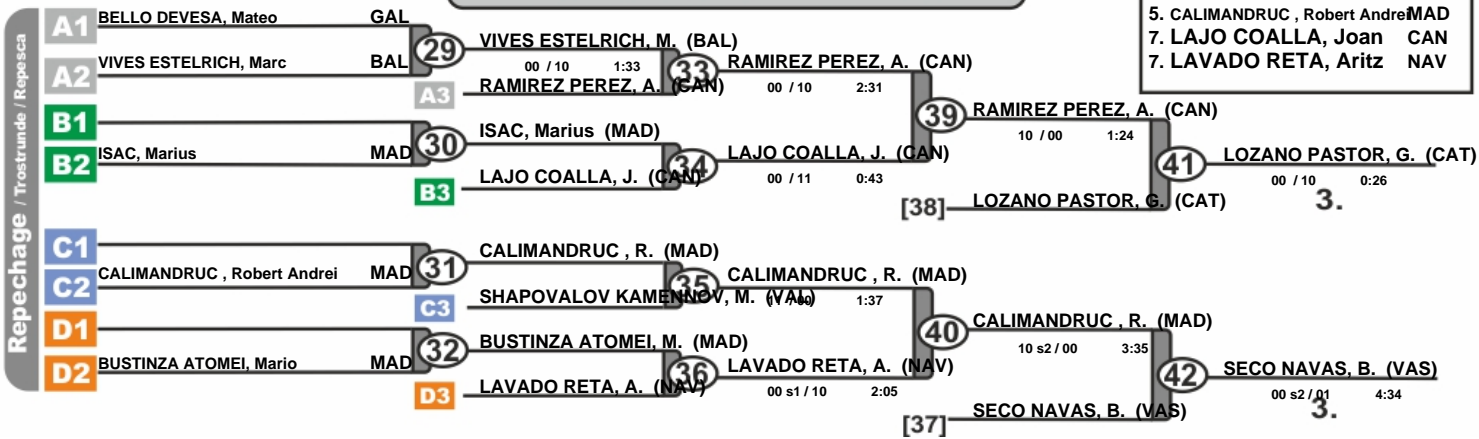 Repechage / Trostrunde / Repesca
A1 BELLO DEVESA, Mateo GAL
A2 VIVES ESTELRICH, Marc BAL
B1
B2 ISAC, Marius MAD
C1
C2 CALIMANDRUC , Robert Andrei MAD
D1
D2 BUSTINZA ATOMEI, Mario MAD
29
30
31
32
VIVES ESTELRICH, M. (BAL)
00 / 10 1:33
A3 RAMIREZ PEREZ, A. (CAN)
ISAC, Marius (MAD)
B3 LAJO COALLA, J. (CAN)
CALIMANDRUC , R. (MAD)
C3 SHAPOVALOV KAMENNOV, M. (VAL)
BUSTINZA ATOMEI, M. (MAD)
D3 LAVADO RETA, A. (NAV)
33
34
35
36
RAMIREZ PEREZ, A. (CAN)
00 / 10 2:31
LAJO COALLA, J. (CAN)
00 / 11 0:43
CALIMANDRUC , R. (MAD)
11 / 00 1:37
LAVADO RETA, A. (NAV)
00 s1 / 10 2:05
39
40
RAMIREZ PEREZ, A. (CAN)
10 / 00 1:24
[38] LOZANO PASTOR, G. (CAT)
CALIMANDRUC , R. (MAD)
10 s2 / 00 3:35
[37] SECO NAVAS, B. (VAS)
41
42
LOZANO PASTOR, G. (CAT)
00 / 10 0:26
3.
SECO NAVAS, B. (VAS)
00 s2 / 01 4:34
3.
5. CALIMANDRUC , Robert Andrei MAD
7. LAJO COALLA, Joan CAN
7. LAVADO RETA, Aritz NAV